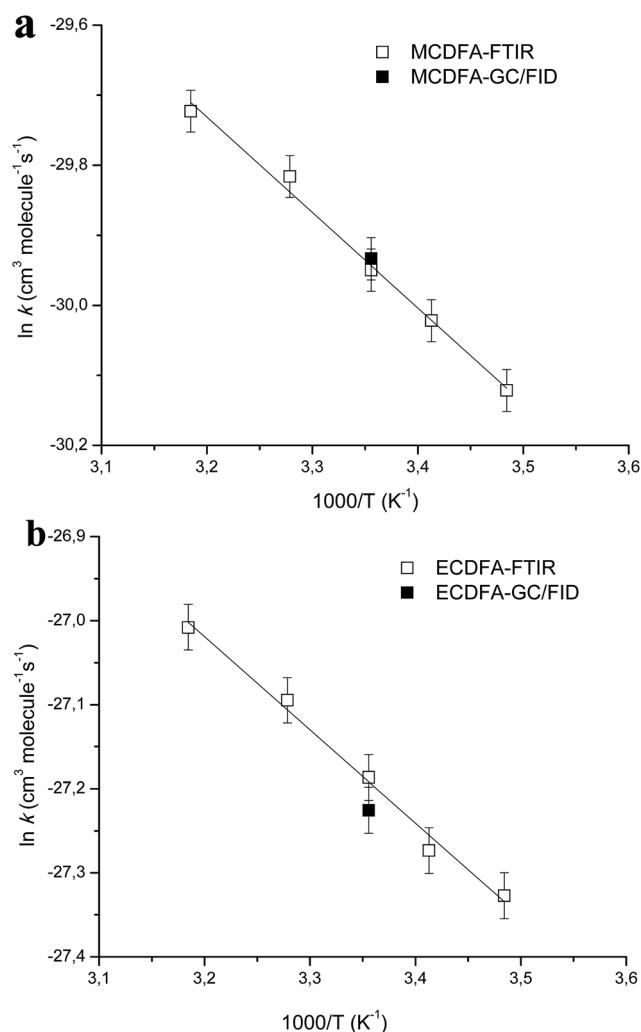 a
MCDFA-FTIR
MCDFA-GC/FID
ln k (cm³ molecule⁻¹s⁻¹)
-29,6
-29,8
-30,0
-30,2
3,1 3,2 3,3 3,4 3,5 3,6
1000/T (K⁻¹)
b
ECDFA-FTIR
ECDFA-GC/FID
ln k (cm³ molecule⁻¹s⁻¹)
-26,9
-27,0
-27,1
-27,2
-27,3
-27,4
3,1 3,2 3,3 3,4 3,5 3,6
1000/T (K⁻¹)